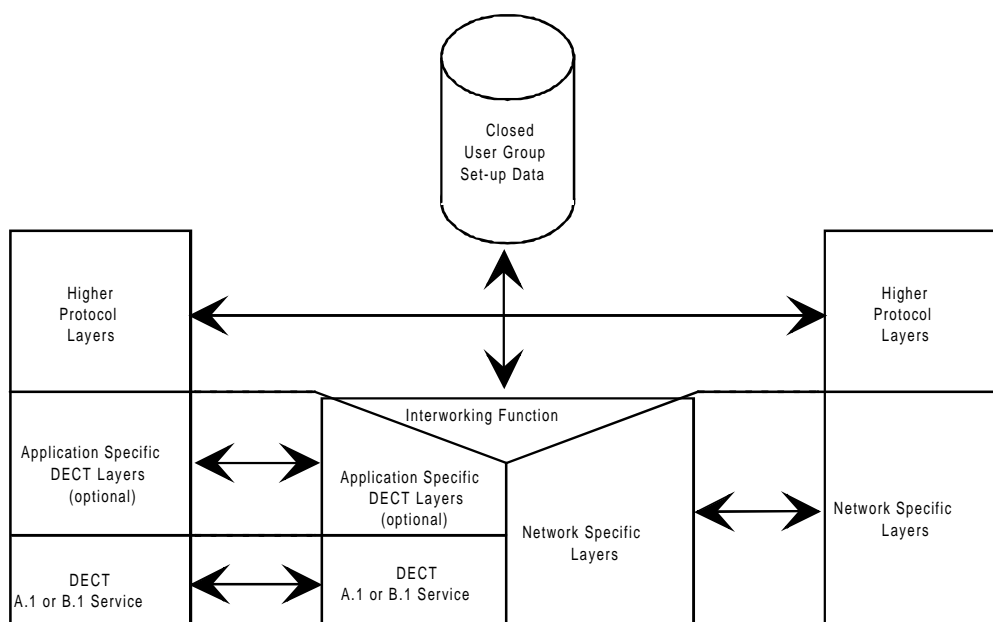 Closed
User Group
Set-up Data
Higher
Protocol
Layers
Higher
Protocol
Layers
Interworking Function
Application Specific
DECT Layers
(optional)
Application Specific
DECT Layers
(optional)
Network Specific
Layers
Network Specific
Layers
DECT
A.1 or B.1 Service
DECT
A.1 or B.1 Service